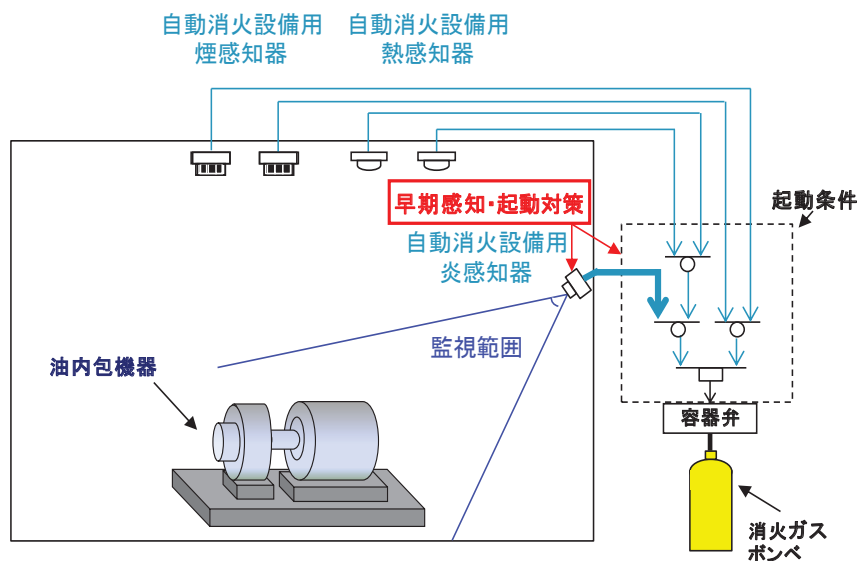 自動消火設備用
煙感知器
自動消火設備用
熱感知器
早期感知・起動対策
起動条件
自動消火設備用
炎感知器
監視範囲
油内包機器
容器弁
消火ガス
ボンベ